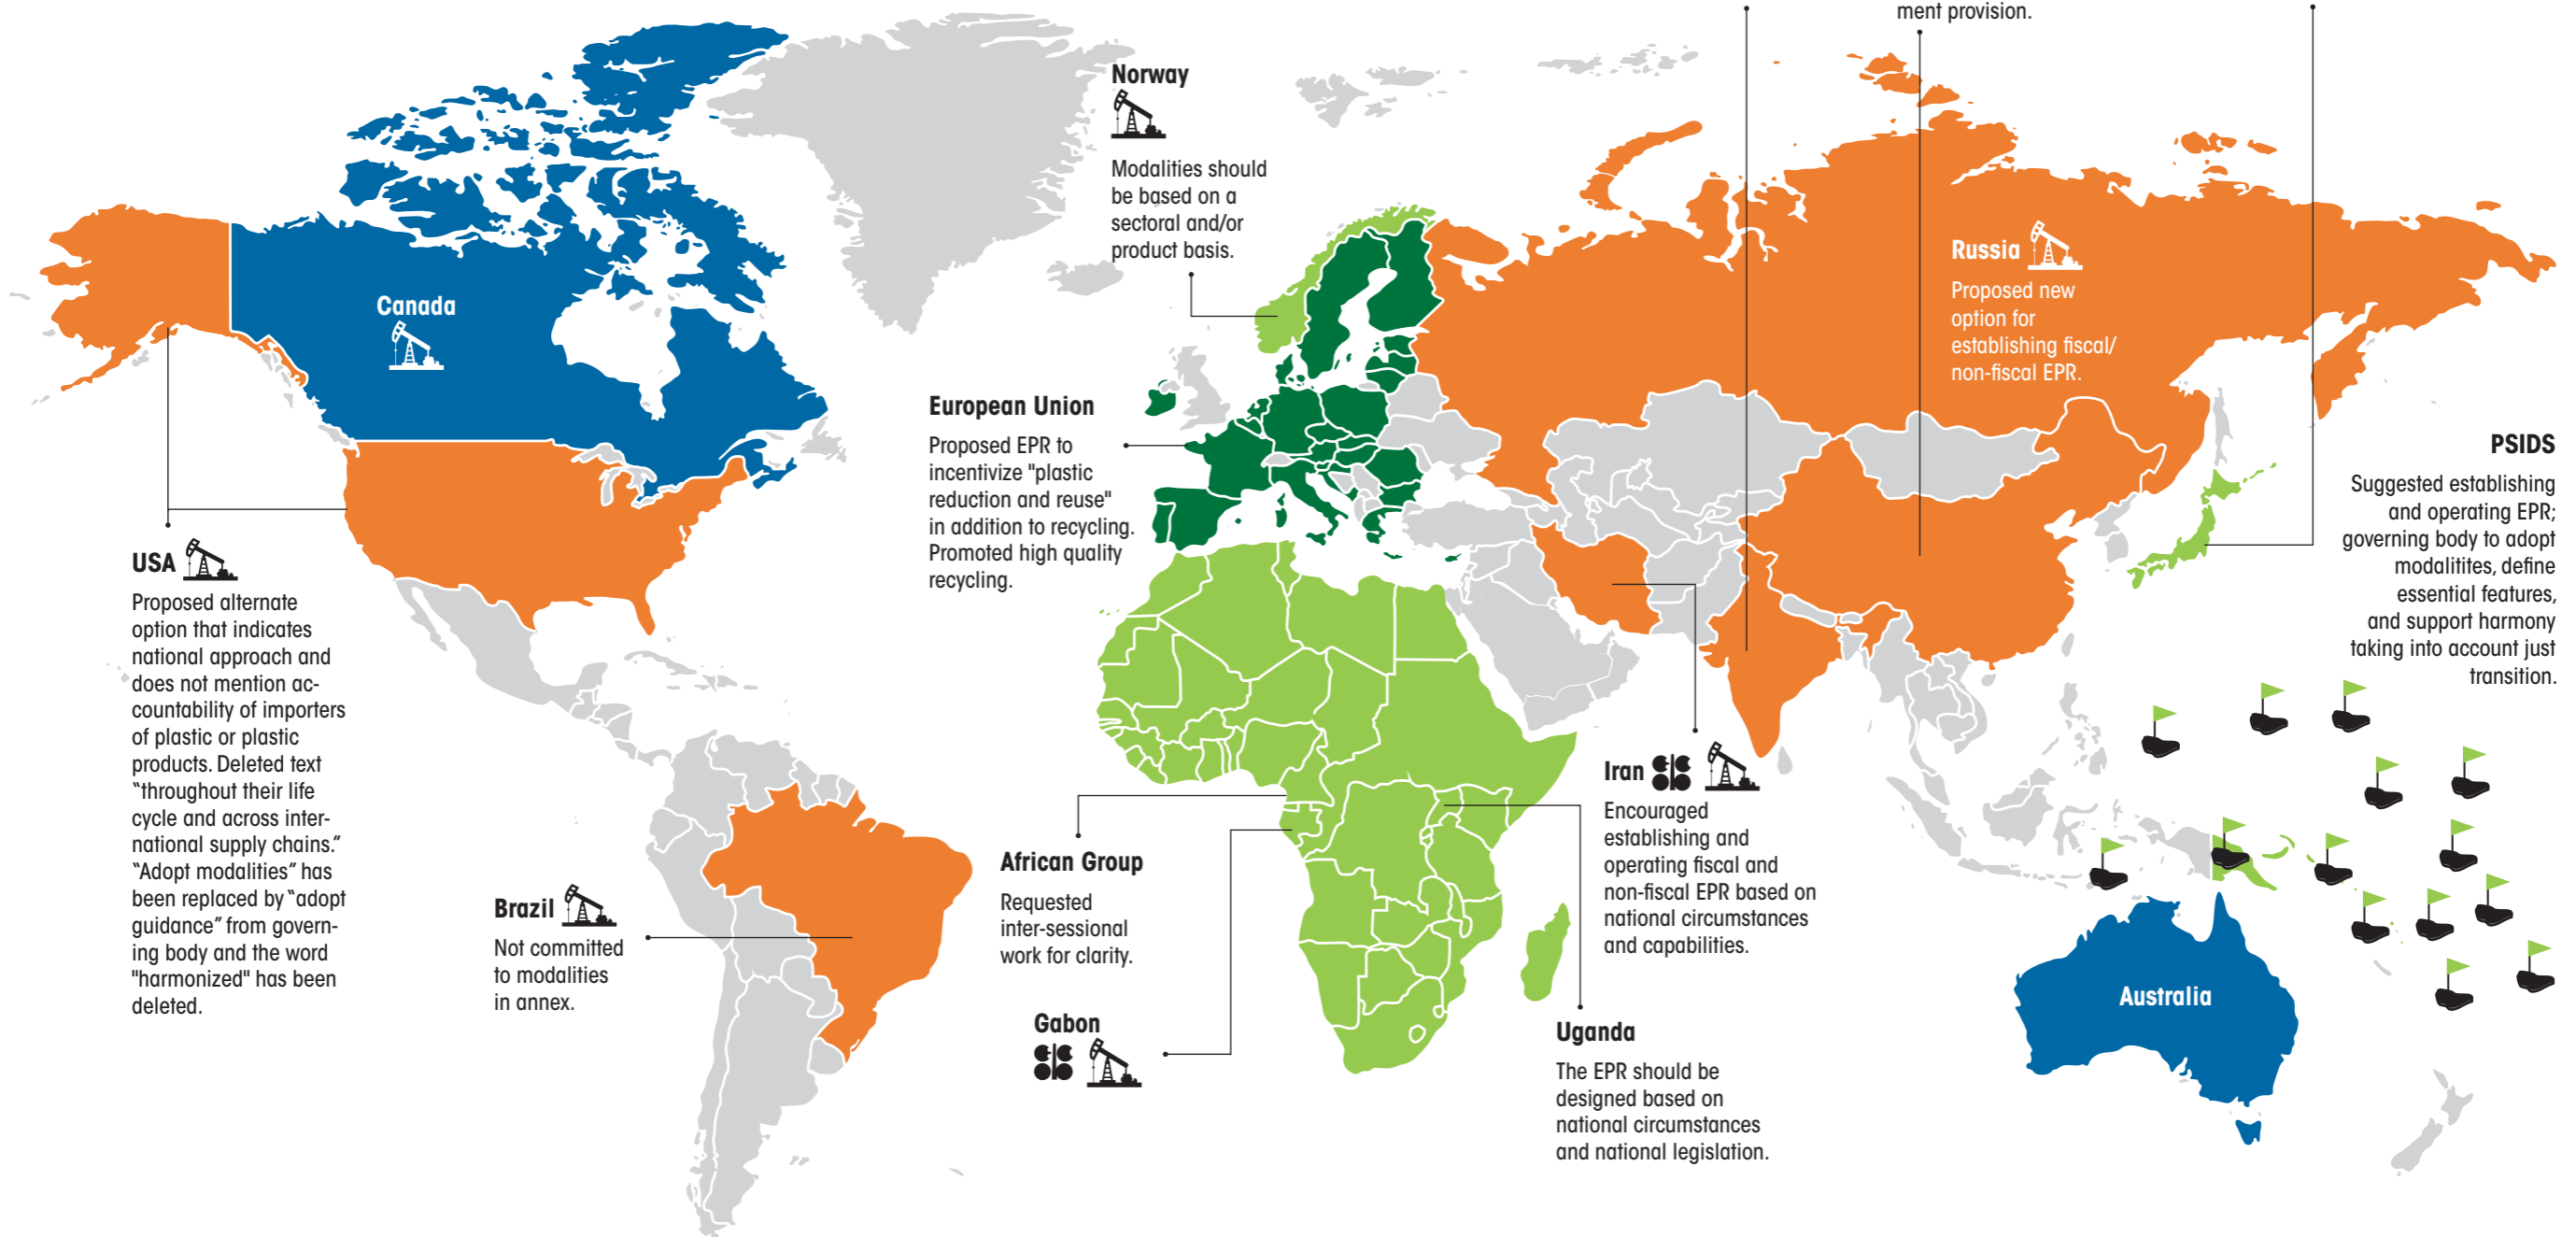 ment provision.
Norway
Modalities should
be based on a
sectoral and/or
product basis.
Canada
Russia
Proposed new
option for
establishing fiscal/
non-fiscal EPR.
European Union
Proposed EPR to
incentivize "plastic
reduction and reuse"
in addition to recycling.
Promoted high quality
recycling.
PSIDS
Suggested establishing
and operating EPR;
governing body to adopt
modalitites, define
essential features,
and support harmony
taking into account just
transition.
USA
Proposed alternate
option that indicates
national approach and
does not mention ac-
countability of importers
of plastic or plastic
products. Deleted text
“throughout their life
cycle and across inter-
national supply chains.”
“Adopt modalities” has
been replaced by “adopt
guidance” from govern-
ing body and the word
"harmonized" has been
deleted.
Brazil
Not committed
to modalities
in annex.
African Group
Requested
inter-sessional
work for clarity.
Gabon
Iran
Encouraged
establishing and
operating fiscal and
non-fiscal EPR based on
national circumstances
and capabilities.
Uganda
The EPR should be
designed based on
national circumstances
and national legislation.
Australia